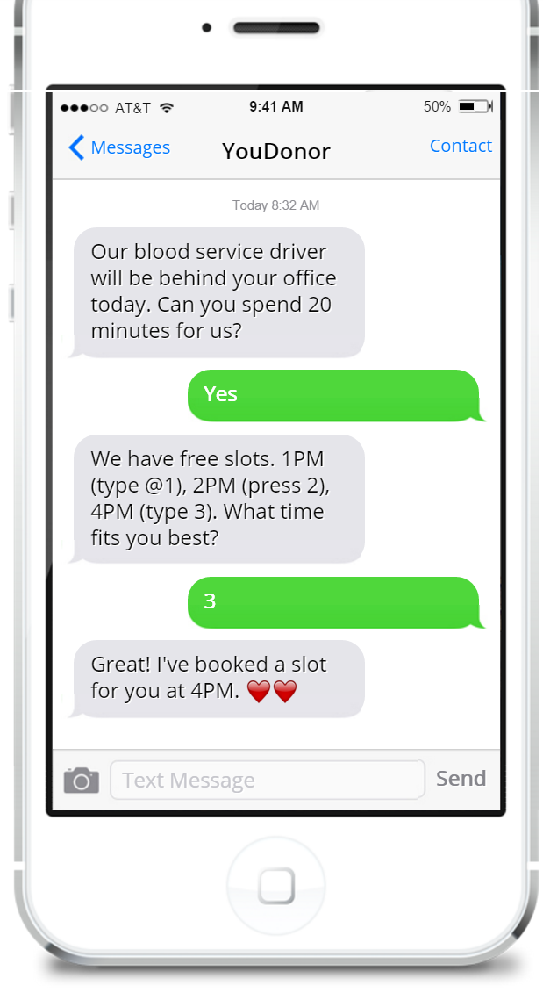 AT&T 9:41 AM 50%
Messages YouDonor Contact
Today 8:32 AM
Our blood service driver
will be behind your office
today. Can you spend 20
minutes for us?
Yes
We have free slots. 1PM
(type @1), 2PM (press 2),
4PM (type 3). What time
fits you best?
3
Great! I've booked a slot
for you at 4PM. ❤❤
Text Message Send